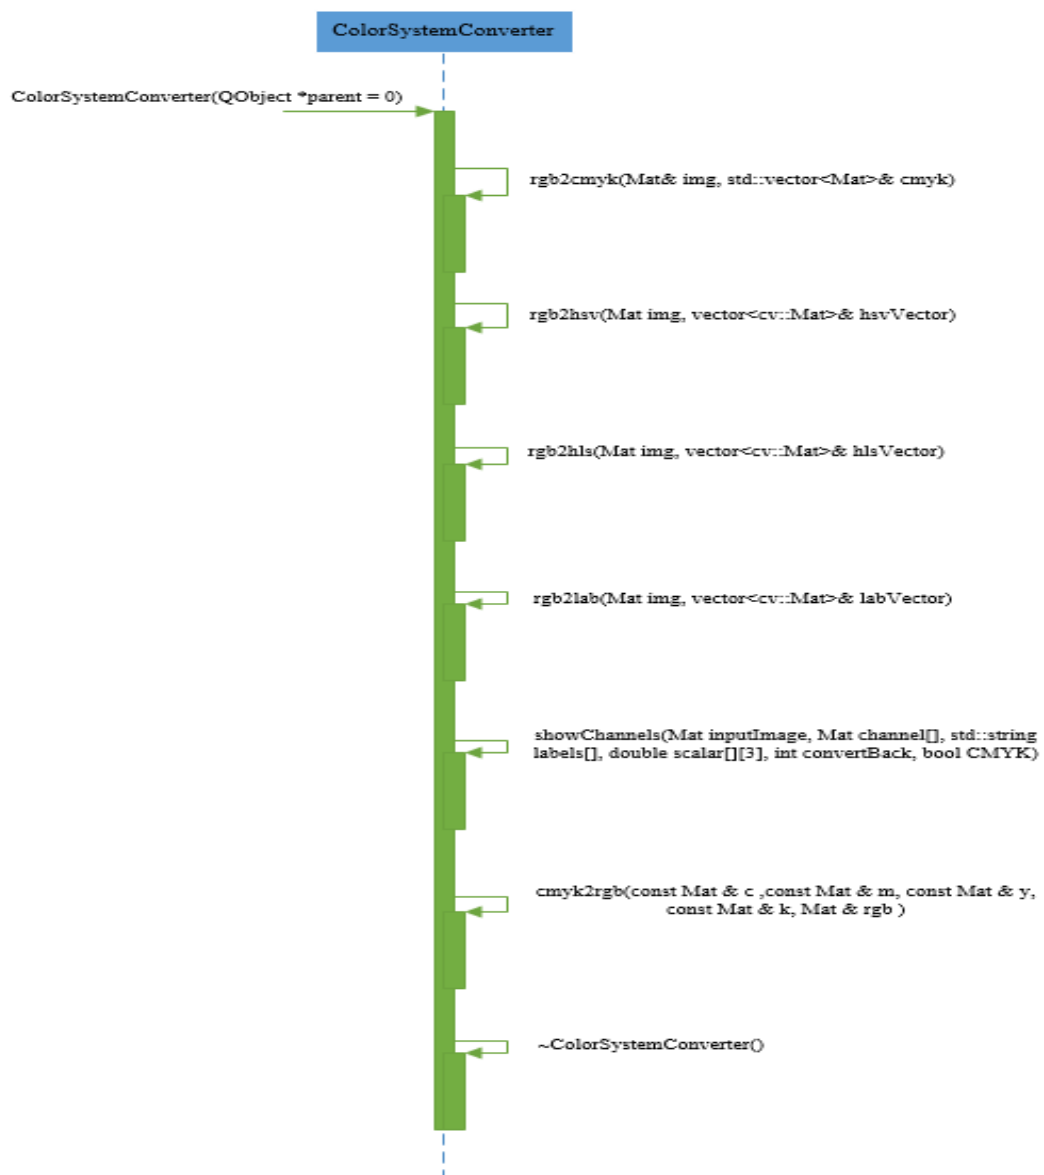 ColorSystemConverter
ColorSystemConverter(QObject *parent = 0)
rgb2cmyk(Mat& img, std::vector<Mat>& cmyk)
rgb2hsv(Mat img, vector<cv::Mat>& hsvVector)
rgb2hls(Mat img, vector<cv::Mat>& hlsVector)
rgb2lab(Mat img, vector<cv::Mat>& labVector)
showChannels(Mat inputImage, Mat channel[], std::string
labels[], double scalar[][3], int convertBack, bool CMYK)
cmyk2rgb(const Mat & c ,const Mat & m, const Mat & y,
const Mat & k, Mat & rgb )
~ColorSystemConverter()